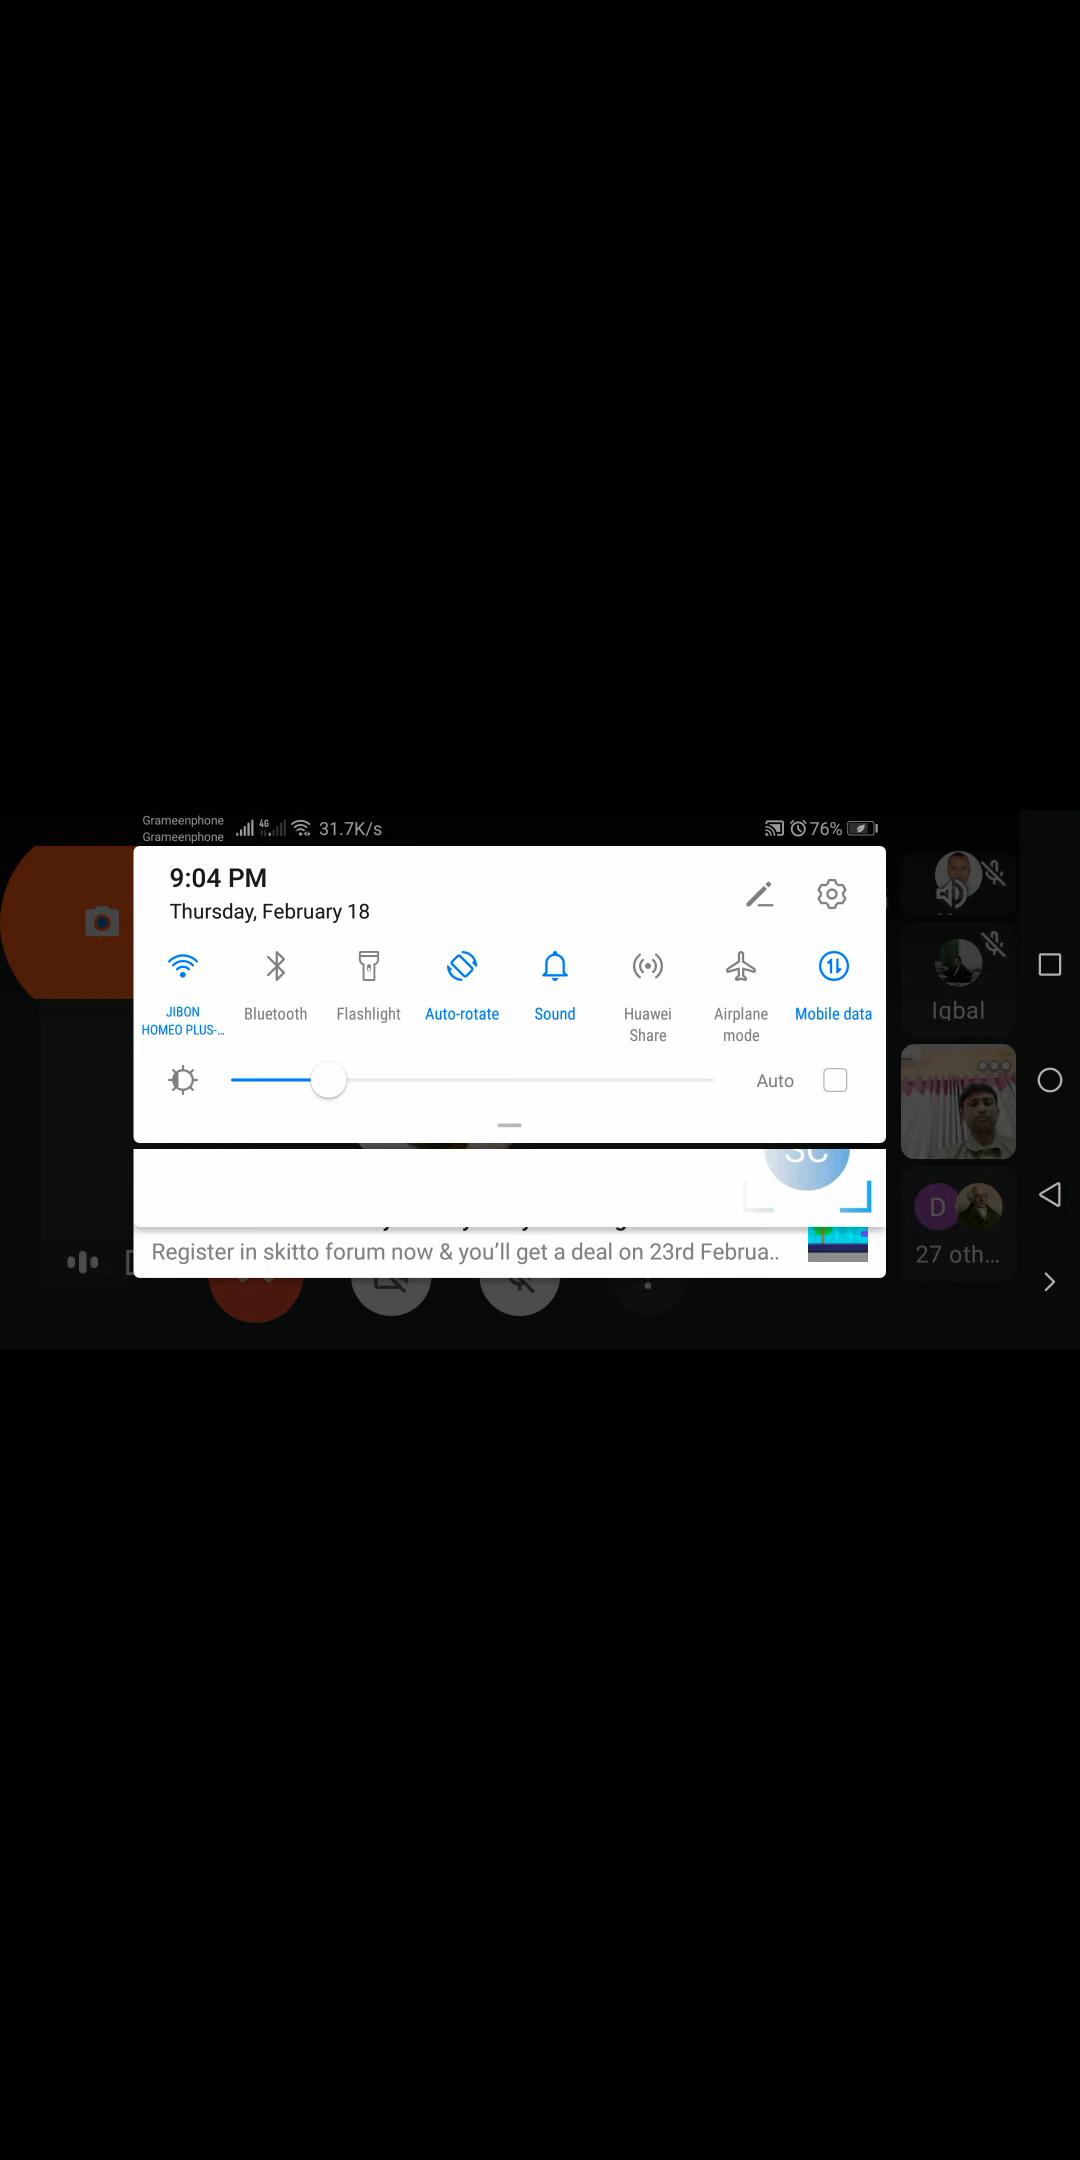 Grameenphone
Grameenphone
4G
31.7K/s
76%
9:04 PM
Thursday, February 18
JIBON
HOMEO PLUS-...
Bluetooth
Flashlight
Auto-rotate
Sound
Huawei
Share
Airplane
mode
Mobile data
Auto
SC
Register in skitto forum now & you’ll get a deal on 23rd Februa..
Iqbal
D
27 oth...